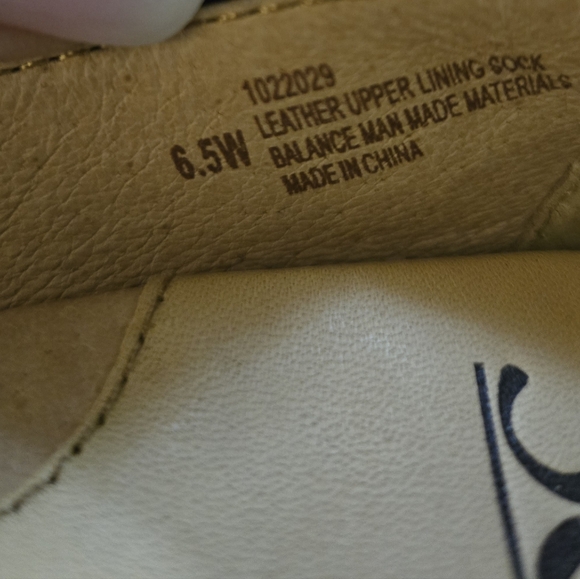 1022029
6.5W
LEATHER UPPER LINING SOCK
BALANCE MAN MADE MATERIALS
MADE IN CHINA